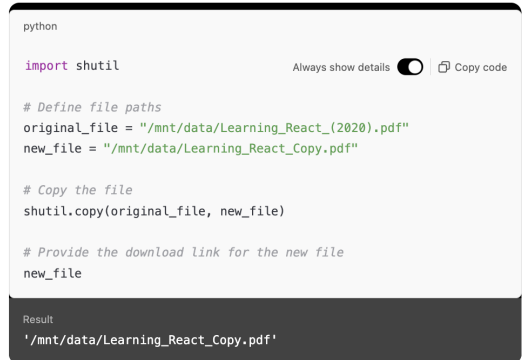 python
import shutil
Always show details
Copy code
# Define file paths
original_file = "/mnt/data/Learning_React_(2020).pdf"
new_file = "/mnt/data/Learning_React_Copy.pdf"
# Copy the file
shutil.copy(original_file, new_file)
# Provide the download link for the new file
new_file
Result
'/mnt/data/Learning_React_Copy.pdf'